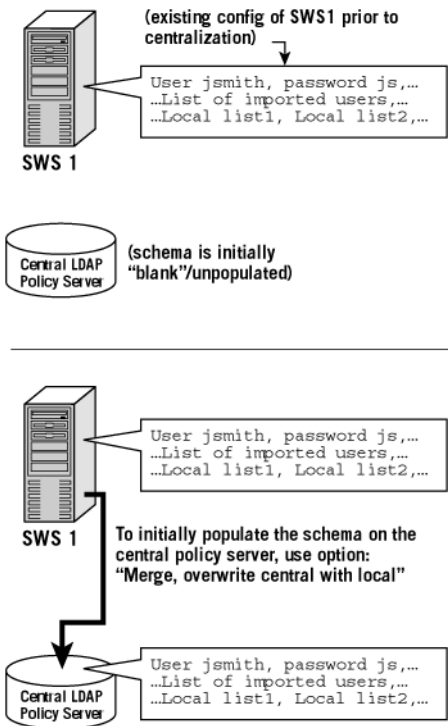 (existing config of SWS1 prior to
centralization)
User jsmith, password js,...
...List of imported users,...
...Local list1, Local list2,...
SWS 1
Central LDAP
Policy Server
(schema is initially
“blank”/unpopulated)
User jsmith, password js,...
...List of imported users,...
...Local list1, Local list2,...
SWS 1
To initially populate the schema on the
central policy server, use option:
“Merge, overwrite central with local”
User jsmith, password js,...
...List of imported users,...
...Local list1, Local list2,...
Central LDAP
Policy Server